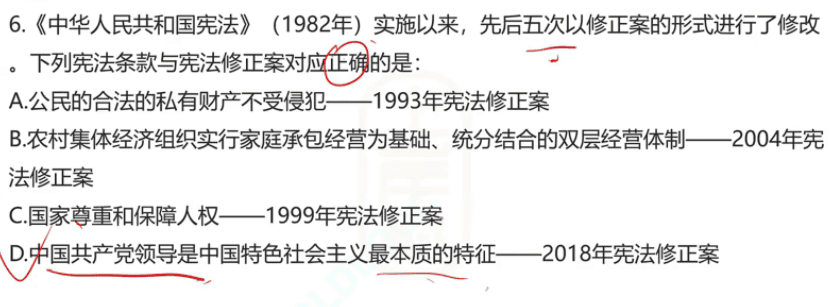 6.《中华人民共和国宪法》（1982年）实施以来，先后五次以修正案的形式进行了修改
。下列宪法条款与宪法修正案对应正确的是：
A.公民的合法的私有财产不受侵犯——1993年宪法修正案
B.农村集体经济组织实行家庭承包经营为基础、统分结合的双层经营体制——2004年宪
法修正案
C.国家尊重和保障人权——1999年宪法修正案
D.中国共产党领导是中国特色社会主义最本质的特征——2018年宪法修正案